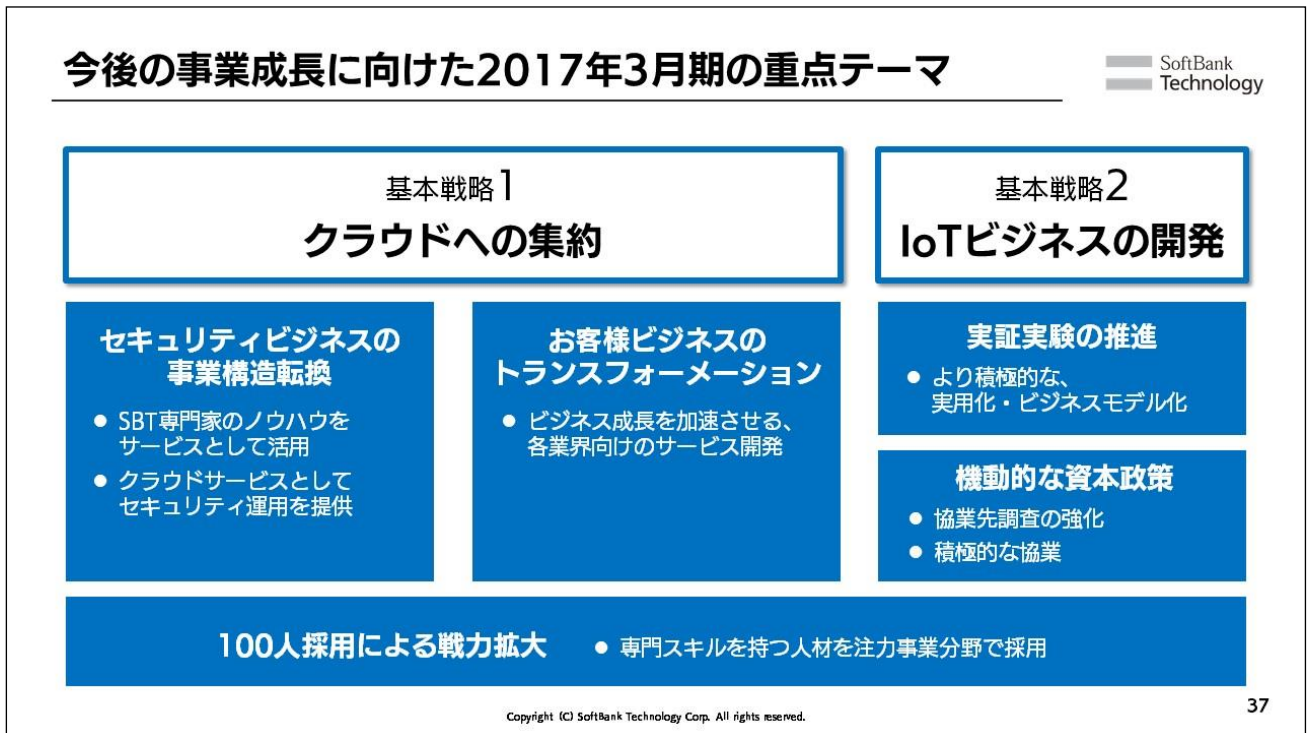 今後の事業成長に向けた2017年3月期の重点テーマ
SoftBank
Technology
基本戦略1
クラウドへの集約
基本戦略2
IoTビジネスの開発
セキュリティビジネスの
事業構造転換
● SBT専門家のノウハウを
サービスとして活用
● クラウドサービスとして
セキュリティ運用を提供
お客様ビジネスの
トランスフォーメーション
● ビジネス成長を加速させる、
各業界向けのサービス開発
実証実験の推進
● より積極的な、
実用化・ビジネスモデル化
機動的な資本政策
● 協業先調査の強化
● 積極的な協業
100人採用による戦力拡大 ● 専門スキルを持つ人材を注力事業分野で採用
Copyright (C) SoftBank Technology Corp. All rights reserved.
37